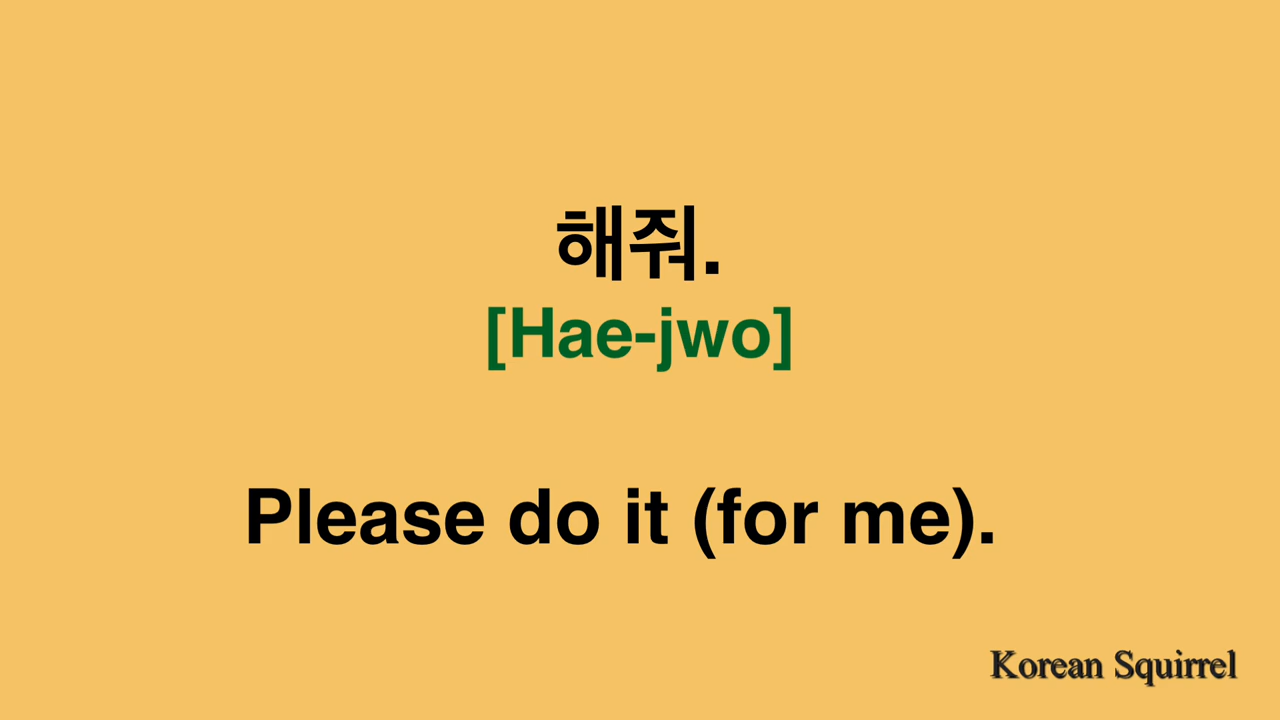 해줘.
[Hae-jwo]
Please do it (for me).
Korean Squirrel